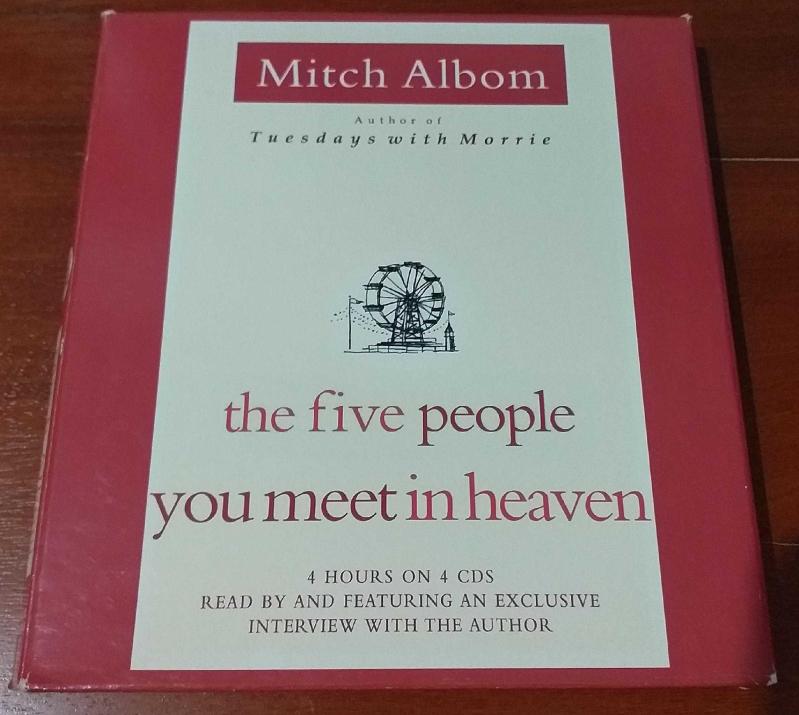 Mitch Albom
Author of
Tuesdays with Morrie
the five people
you meet in heaven
4 HOURS ON 4 CDS
READ BY AND FEATURING AN EXCLUSIVE
INTERVIEW WITH THE AUTHOR